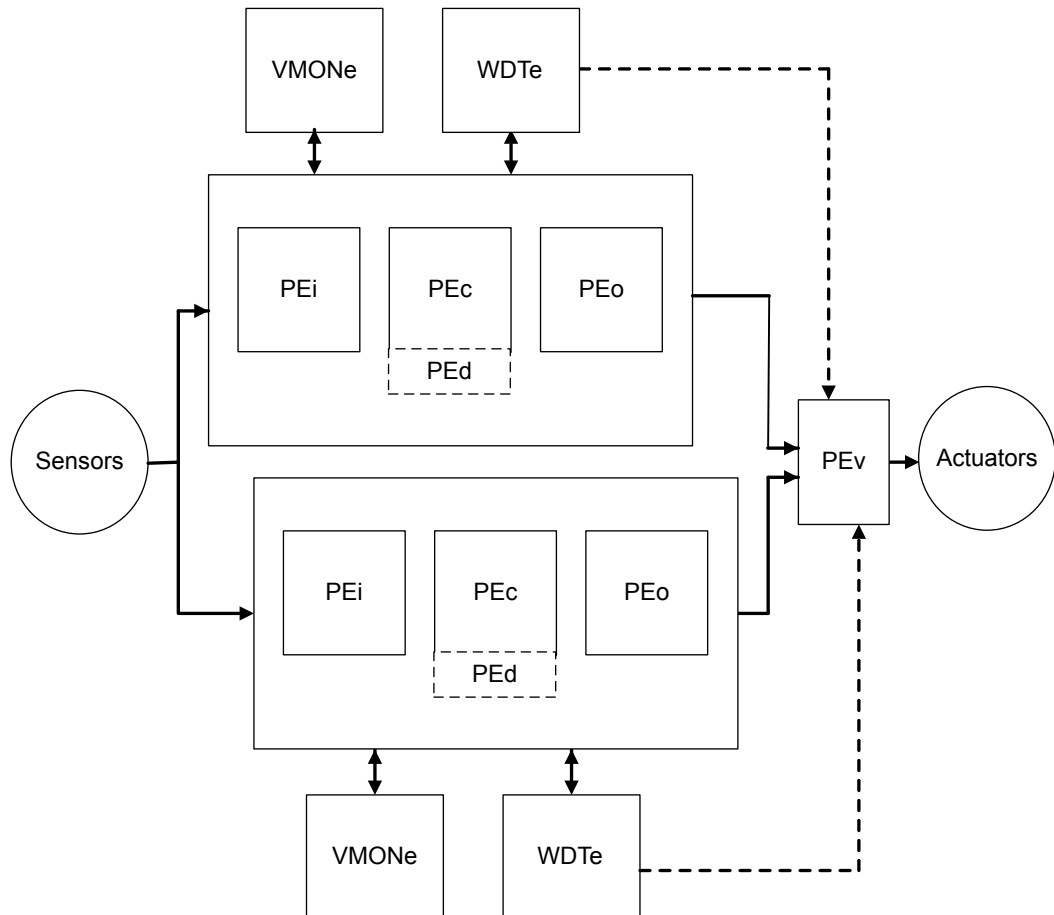 VMONe
WDTe
PEi
PEc
PEo
PEd
Sensors
PEv
Actuators
PEi
PEc
PEo
PEd
VMONe
WDTe